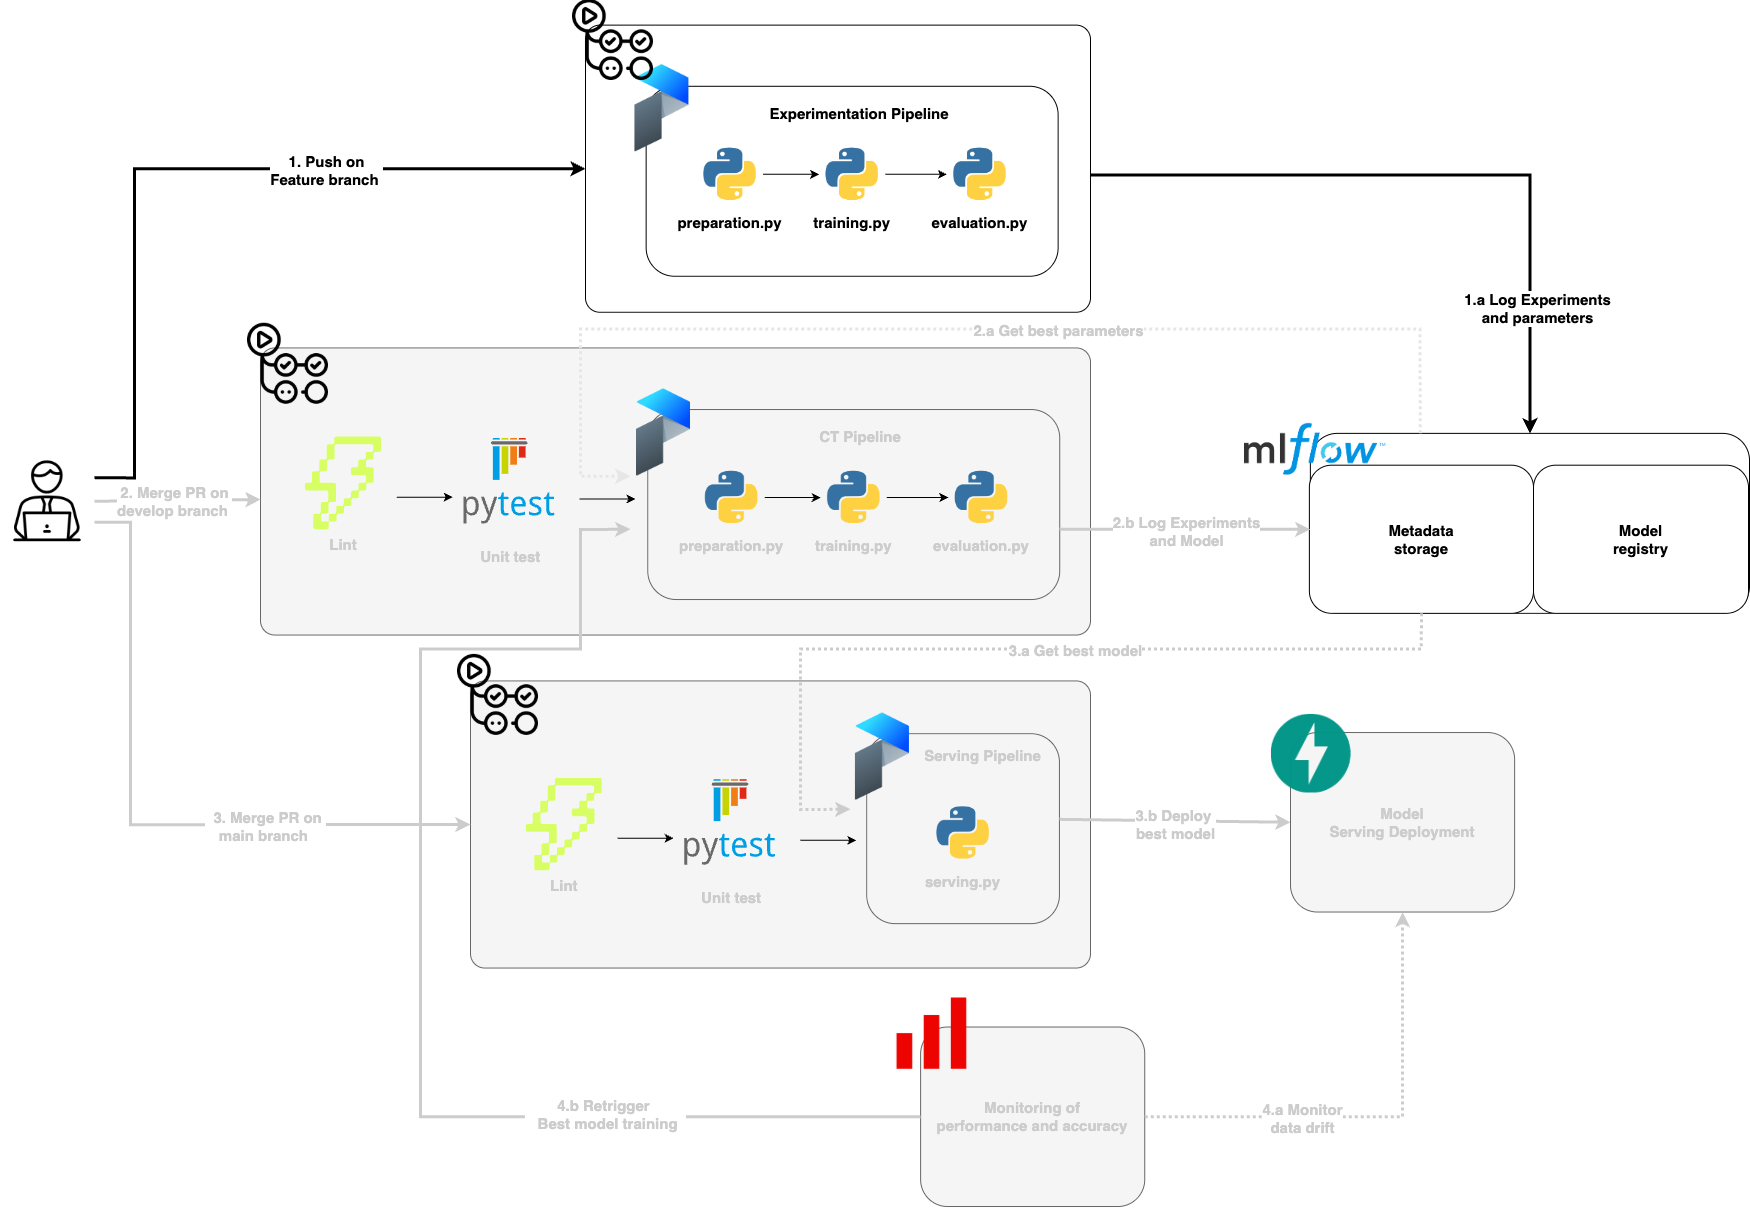 Experimentation Pipeline
1. Push on
Feature branch
preparation.py
training.py
evaluation.py
1.a Log Experiments
and parameters
2.a Get best parameters
CT Pipeline
mlflow™
2. Merge PR on
develop branch
pytest
Lint
Unit test
preparation.py
training.py
evaluation.py
2.b Log Experiments
and Model
Metadada
storage
Model
registry
3.a Get best model
Serving Pipeline
3. Merge PR on
main branch
pytest
Lint
Unit test
serving.py
3.b Deploy
best model
Model
Serving Deployment
4.b Retrigger
Best model training
Monitoring of
performance and accuracy
4.a Monitor
data drift